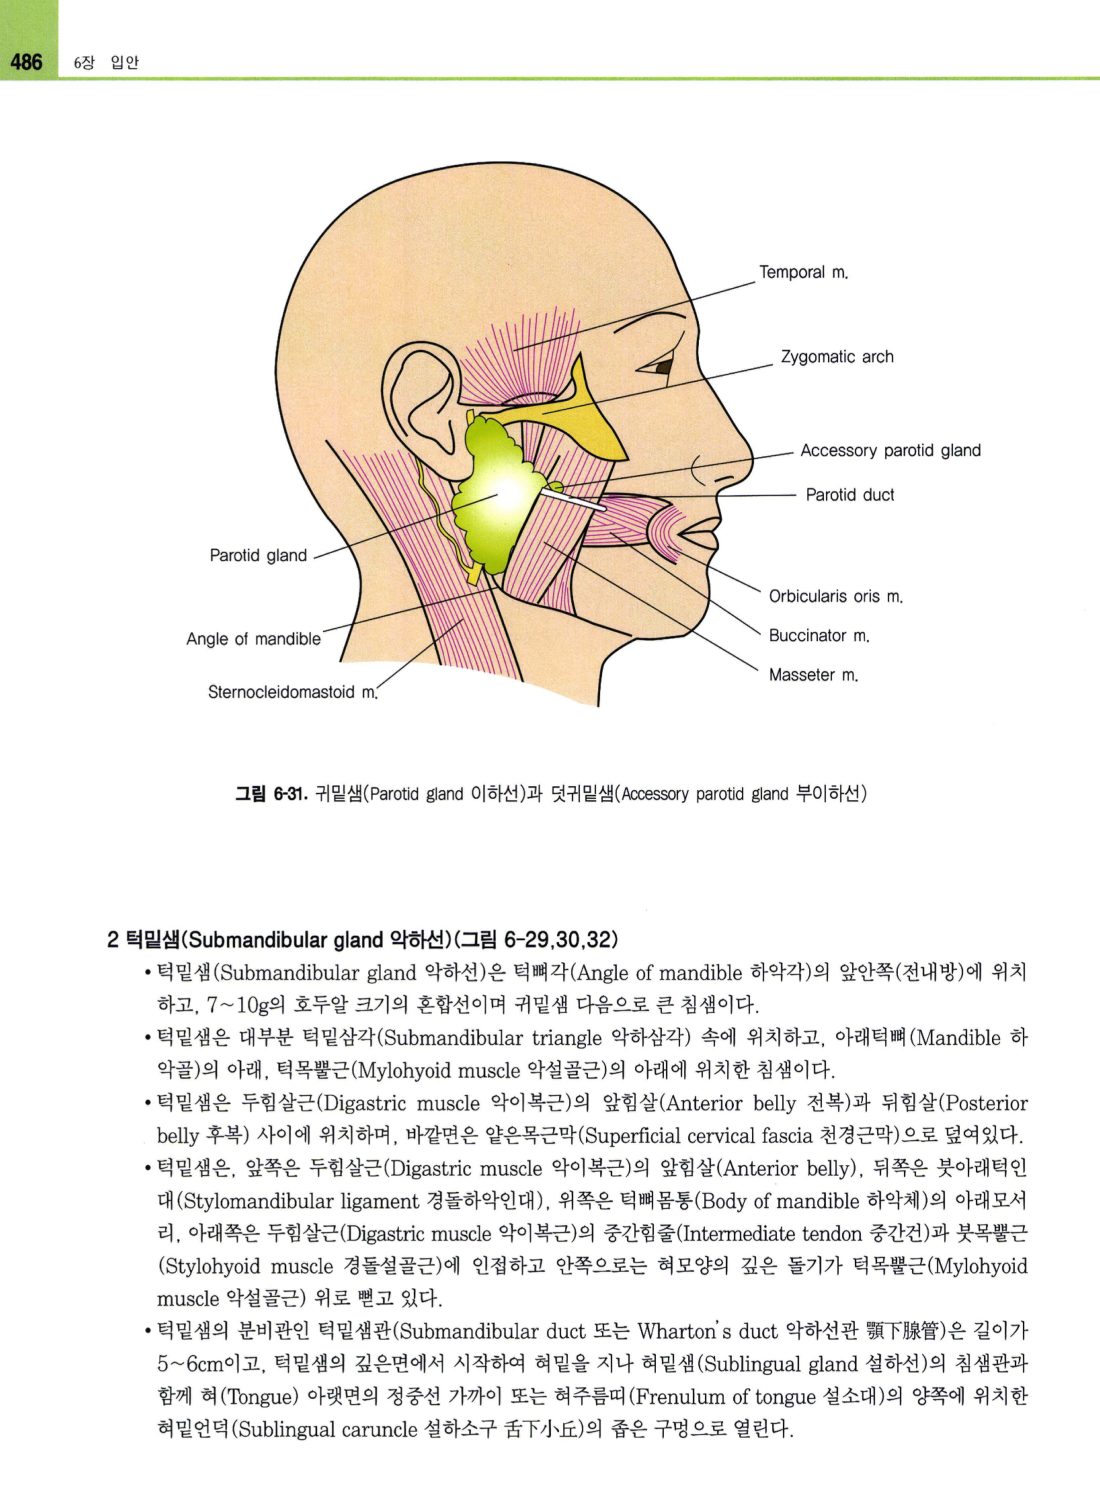 486 6장 입안
Temporal m.
Zygomatic arch
Accessory parotid gland
Parotid duct
Parotid gland
Orbicularis oris m.
Angle of mandible
Buccinator m.
Masseter m.
Sternocleidomastoid m.
그림 6-31. 귀밑샘(Parotid gland 이하선)과 덧귀밑샘(Accessory parotid gland 부이하선)
2 턱밑샘(Submandibular gland 악하선)(그림 6-29,30,32)
• 턱밑샘(Submandibular gland 악하선)은 턱뼈각(Angle of mandible 하악각)의 앞안쪽(전내방)에 위치
하고, 7~10g의 호두알 크기의 혼합선이며 귀밑샘 다음으로 큰 침샘이다.
• 턱밑샘은 대부분 턱밑삼각(Submandibular triangle 악하삼각) 속에 위치하고, 아래턱뼈(Mandible 하
악골)의 아래, 턱목뿔근(Mylohyoid muscle 악설골근)의 아래에 위치한 침샘이다.
• 턱밑샘은 두힘살근(Digastric muscle 악이복근)의 앞힘살(Anterior belly 전복)과 뒤힘살(Posterior
belly 후복) 사이에 위치하며, 바깥면은 얕은목근막(Superficial cervical fascia 천경근막)으로 덮여있다.
• 턱밑샘은, 앞쪽은 두힘살근(Digastric muscle 악이복근)의 앞힘살(Anterior belly), 뒤쪽은 붓아래턱인
대(Stylomandibular ligament 경돌하악인대), 위쪽은 턱뼈몸통(Body of mandible 하악체)의 아래모서
리, 아래쪽은 두힘살근(Digastric muscle 악이복근)의 중간힘줄(Intermediate tendon 중간건)과 붓목뿔근
(Stylohyoid muscle 경돌설골근)에 인접하고 안쪽으로는 혀모양의 깊은 돌기가 턱목뿔근(Mylohyoid
muscle 악설골근) 위로 뻗고 있다.
• 턱밑샘의 분비관인 턱밑샘관(Submandibular duct 또는 Wharton's duct 악하선관 顎下腺管)은 길이가
5~6cm이고, 턱밑샘의 깊은면에서 시작하여 혀밑을 지나 혀밑샘(Sublingual gland 설하선)의 침샘관과
함께 혀(Tongue) 아랫면의 정중선 가까이 또는 혀주름띠(Frenulum of tongue 설소대)의 양쪽에 위치한
혀밑언덕(Sublingual caruncle 설하소구 舌下小丘)의 좁은 구멍으로 열린다.